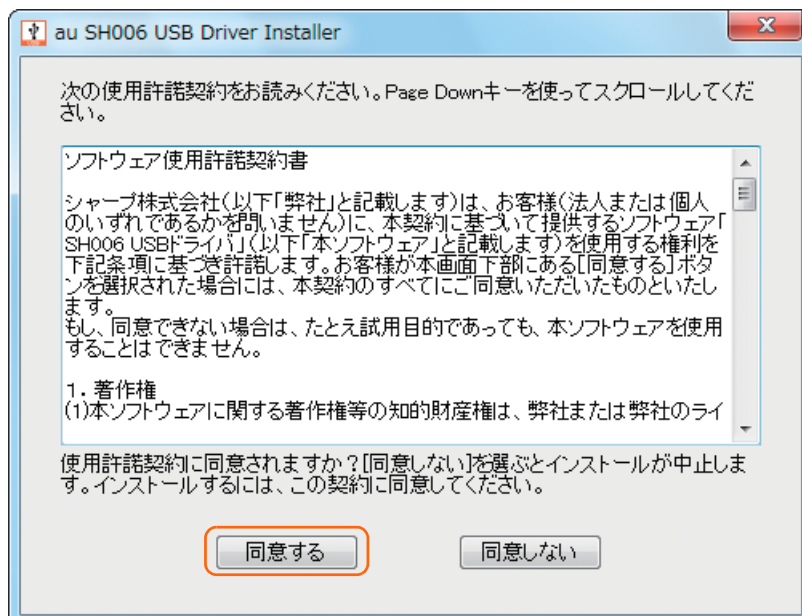 au SH006 USB Driver Installer
次の使用許諾契約をお読みください。Page Downキーを使ってスクロールしてくだ
さい。
ソフトウェア使用許諾契約書
シャープ株式会社(以下「弊社」と記載します)は、お客様(法人または個人
のいずれであるかを問いません)に、本契約に基づいて提供するソフトウェア「
SH006 USBドライバ」(以下「本ソフトウェア」と記載します)を使用する権利を
下記条項に基づき許諾します。お客様が本画面下部にある[同意する]ボタ
ンを選択された場合には、本契約のすべてにご同意いただいたものといたし
ます。
もし、同意できない場合は、たとえ試用目的であっても、本ソフトウェアを使用
することはできません。
1. 著作権
(1)本ソフトウェアに関する著作権等の知的財産権は、弊社または弊社のライ
使用許諾契約に同意されますか?[同意しない]を選ぶとインストールが中止しま
す。インストールするには、この契約に同意してください。
同意する
同意しない